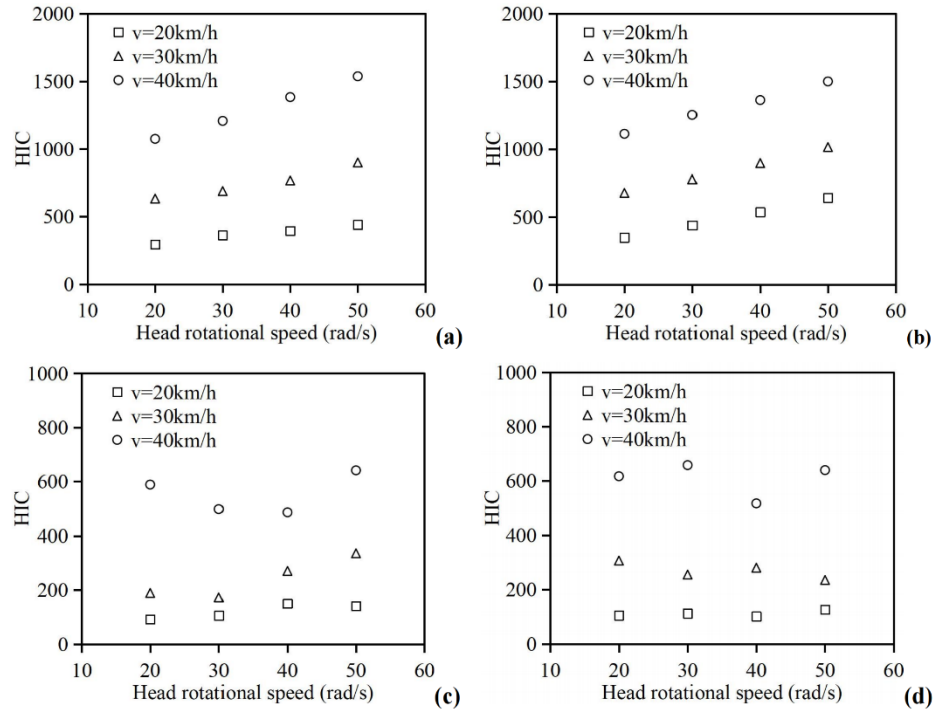 2000
v=20km/h
v=30km/h
v=40km/h
1500
HIC
1000
500
0
10 20 30 40 50 60
Head rotational speed (rad/s)
(a)
2000
v=20km/h
v=30km/h
v=40km/h
1500
HIC
1000
500
0
10 20 30 40 50 60
Head rotational speed (rad/s)
(b)
1000
v=20km/h
v=30km/h
800
v=40km/h
600
HIC
400
200
0
10 20 30 40 50 60
Head rotational speed (rad/s)
(c)
1000
v=20km/h
v=30km/h
800
v=40km/h
600
HIC
400
200
0
10 20 30 40 50 60
Head rotational speed (rad/s)
(d)